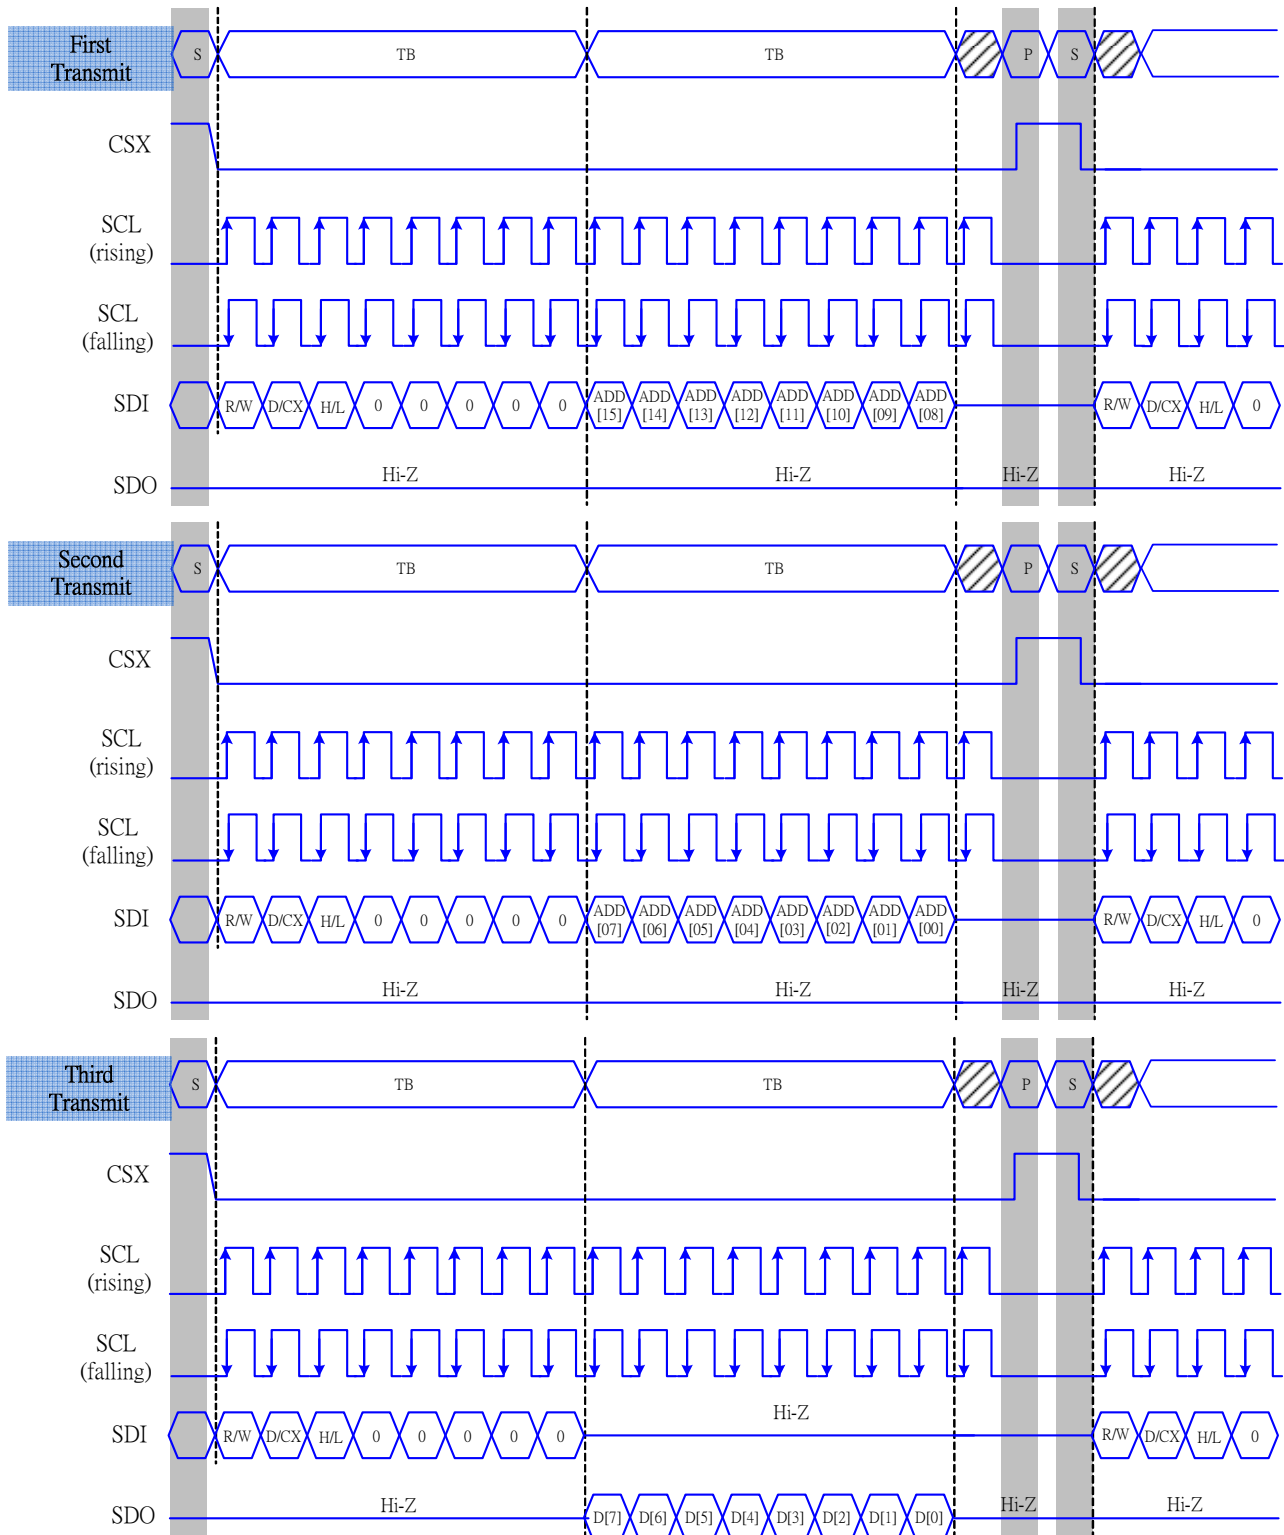 First
Transmit
S TB TB P S
CSX
SCL
(rising)
SCL
(falling)
SDI R/W D/CX H/L 0 0 0 0 0 ADD [15] ADD [14] ADD [13] ADD [12] ADD [11] ADD [10] ADD [09] ADD [08] R/W D/CX H/L 0
SDO Hi-Z Hi-Z Hi-Z Hi-Z
Second
Transmit
S TB TB P S
CSX
SCL
(rising)
SCL
(falling)
SDI R/W D/CX H/L 0 0 0 0 0 ADD [07] ADD [06] ADD [05] ADD [04] ADD [03] ADD [02] ADD [01] ADD [00] R/W D/CX H/L 0
SDO Hi-Z Hi-Z Hi-Z Hi-Z
Third
Transmit
S TB TB P S
CSX
SCL
(rising)
SCL
(falling)
SDI R/W D/CX H/L 0 0 0 0 0 Hi-Z R/W D/CX H/L 0
SDO Hi-Z D[7] D[6] D[5] D[4] D[3] D[2] D[1] D[0] Hi-Z Hi-Z